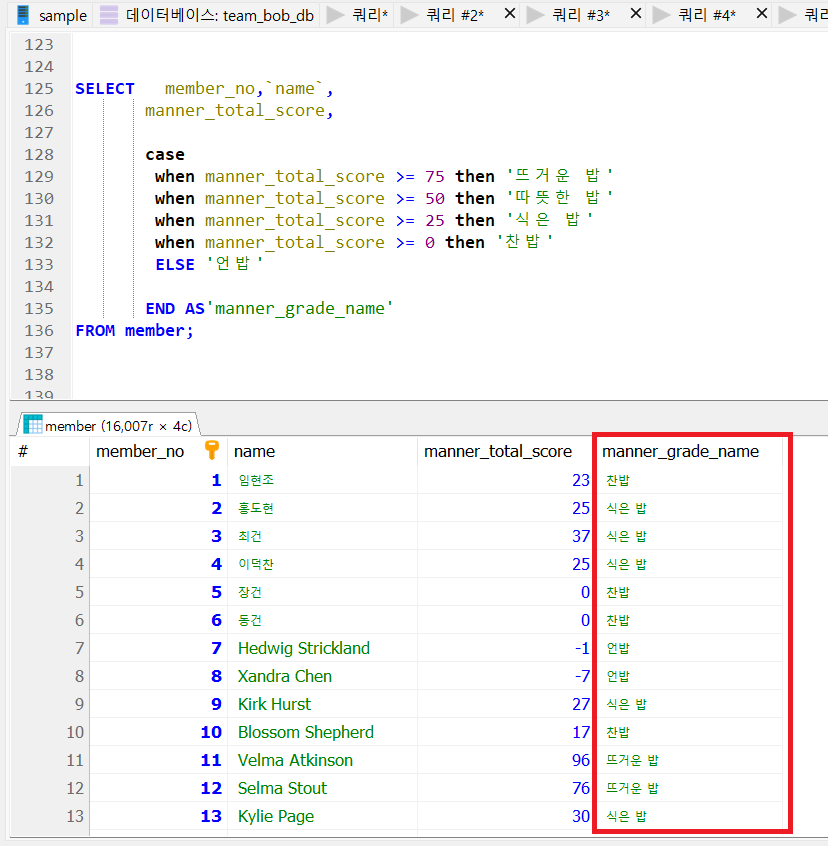 sample 데이터베이스: team_bob_db 쿼리* 쿼리 #2* 쿼리 #3* 쿼리 #4* 쿼리
123
124
125 SELECT member_no,`name`,
126 manner_total_score,
127
128 case
129 when manner_total_score >= 75 then '뜨거운 밥'
130 when manner_total_score >= 50 then '따뜻한 밥'
131 when manner_total_score >= 25 then '식은 밥'
132 when manner_total_score >= 0 then '찬밥'
133 ELSE '언밥'
134
135 END AS'manner_grade_name'
136 FROM member;
137
138
139
member (16,007r × 4c)
# member_no name manner_total_score manner_grade_name
1 1 임현조 23 찬밥
2 2 홍도현 25 식은 밥
3 3 최건 37 식은 밥
4 4 이덕찬 25 식은 밥
5 5 장건 0 찬밥
6 6 동건 0 찬밥
7 7 Hedwig Strickland -1 언밥
8 8 Xandra Chen -7 언밥
9 9 Kirk Hurst 27 식은 밥
10 10 Blossom Shepherd 17 찬밥
11 11 Velma Atkinson 96 뜨거운 밥
12 12 Selma Stout 76 뜨거운 밥
13 13 Kylie Page 30 식은 밥